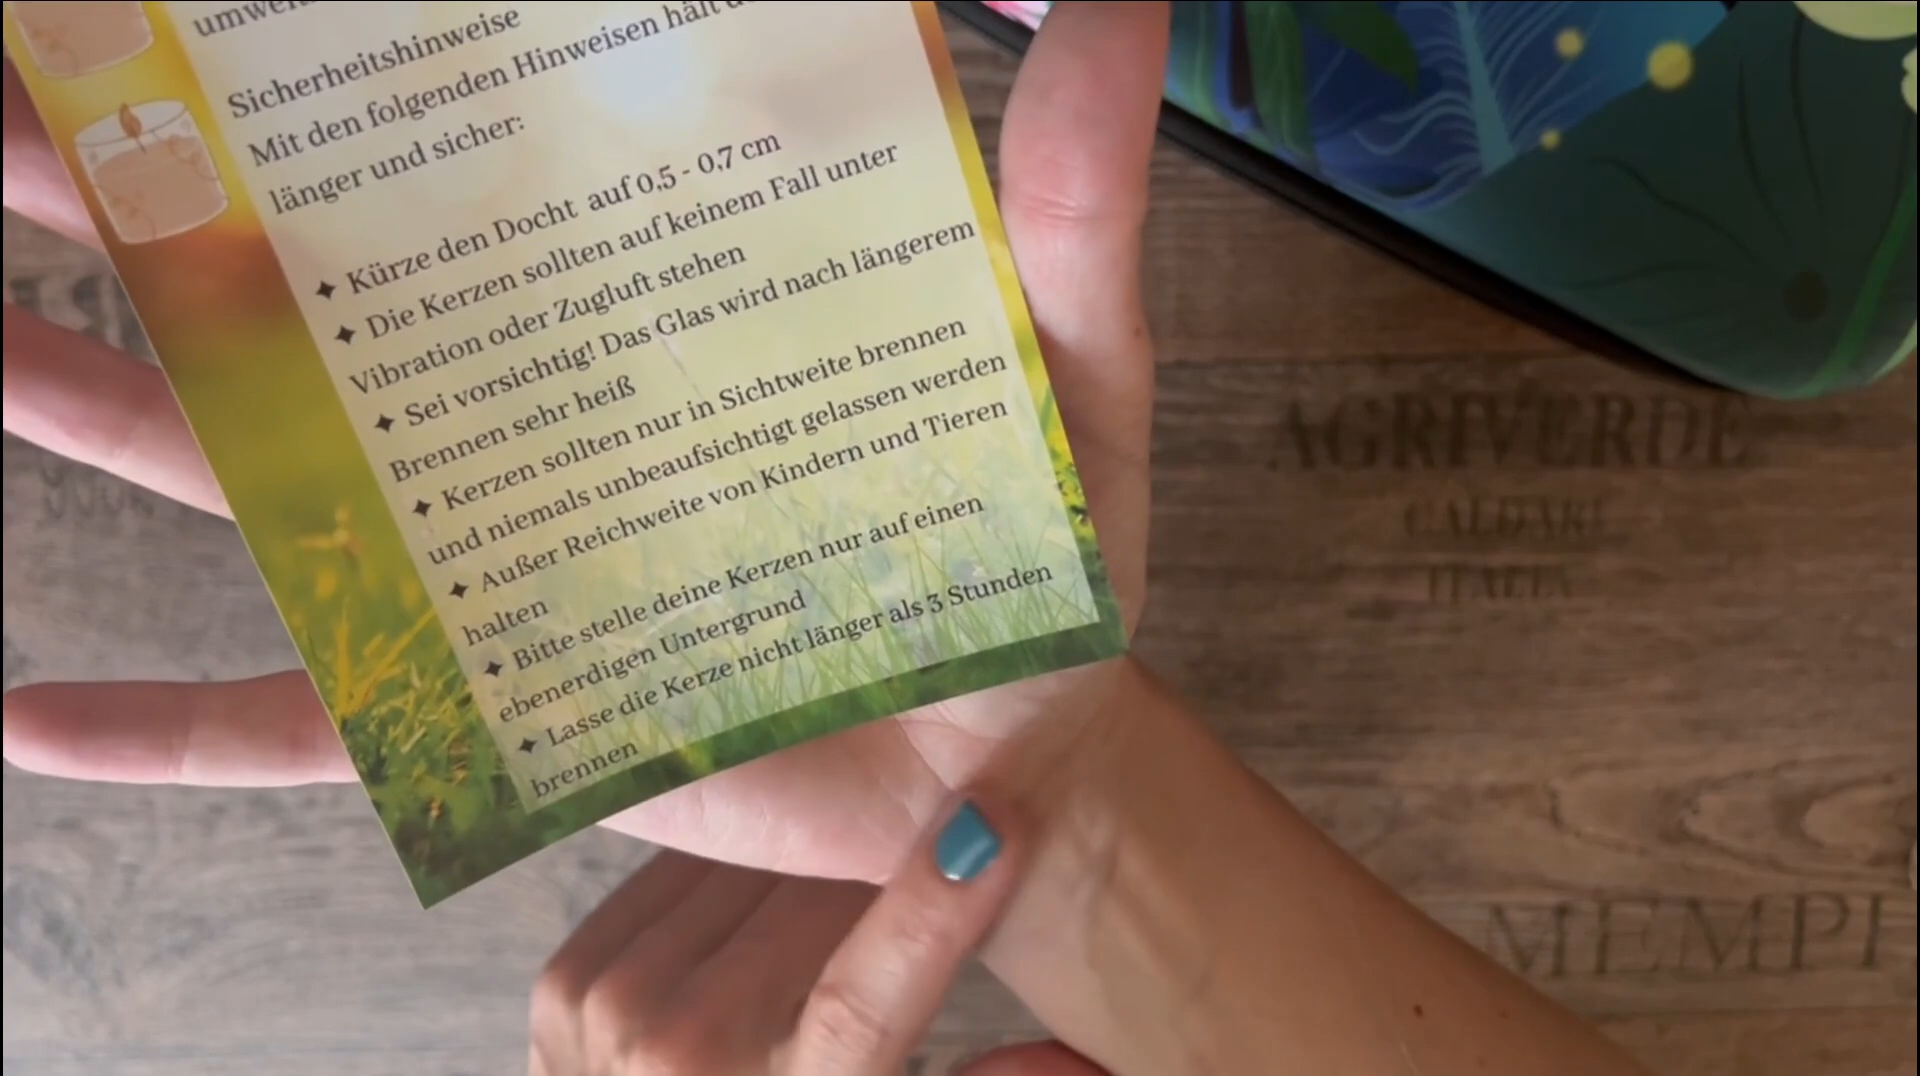 Sicherheitshinweise
Mit den folgenden Hinweisen hält
länger und sicher:
✦ Kürze den Docht auf 0,5 - 0,7 cm
✦ Die Kerzen sollten auf keinem Fall unter
Vibration oder Zugluft stehen
✦ Sei vorsichtig! Das Glas wird nach längerem
Brennen sehr heiß
✦ Kerzen sollten nur in Sichtweite brennen
und niemals unbeaufsichtigt gelassen werden
✦ Außer Reichweite von Kindern und Tieren
halten
✦ Bitte stelle deine Kerzen nur auf einen
ebenerdigen Untergrund
✦ Lasse die Kerze nicht länger als 3 Stunden
brennen
AGRIVERDE
CALDARI
ITALIA
MEMPI